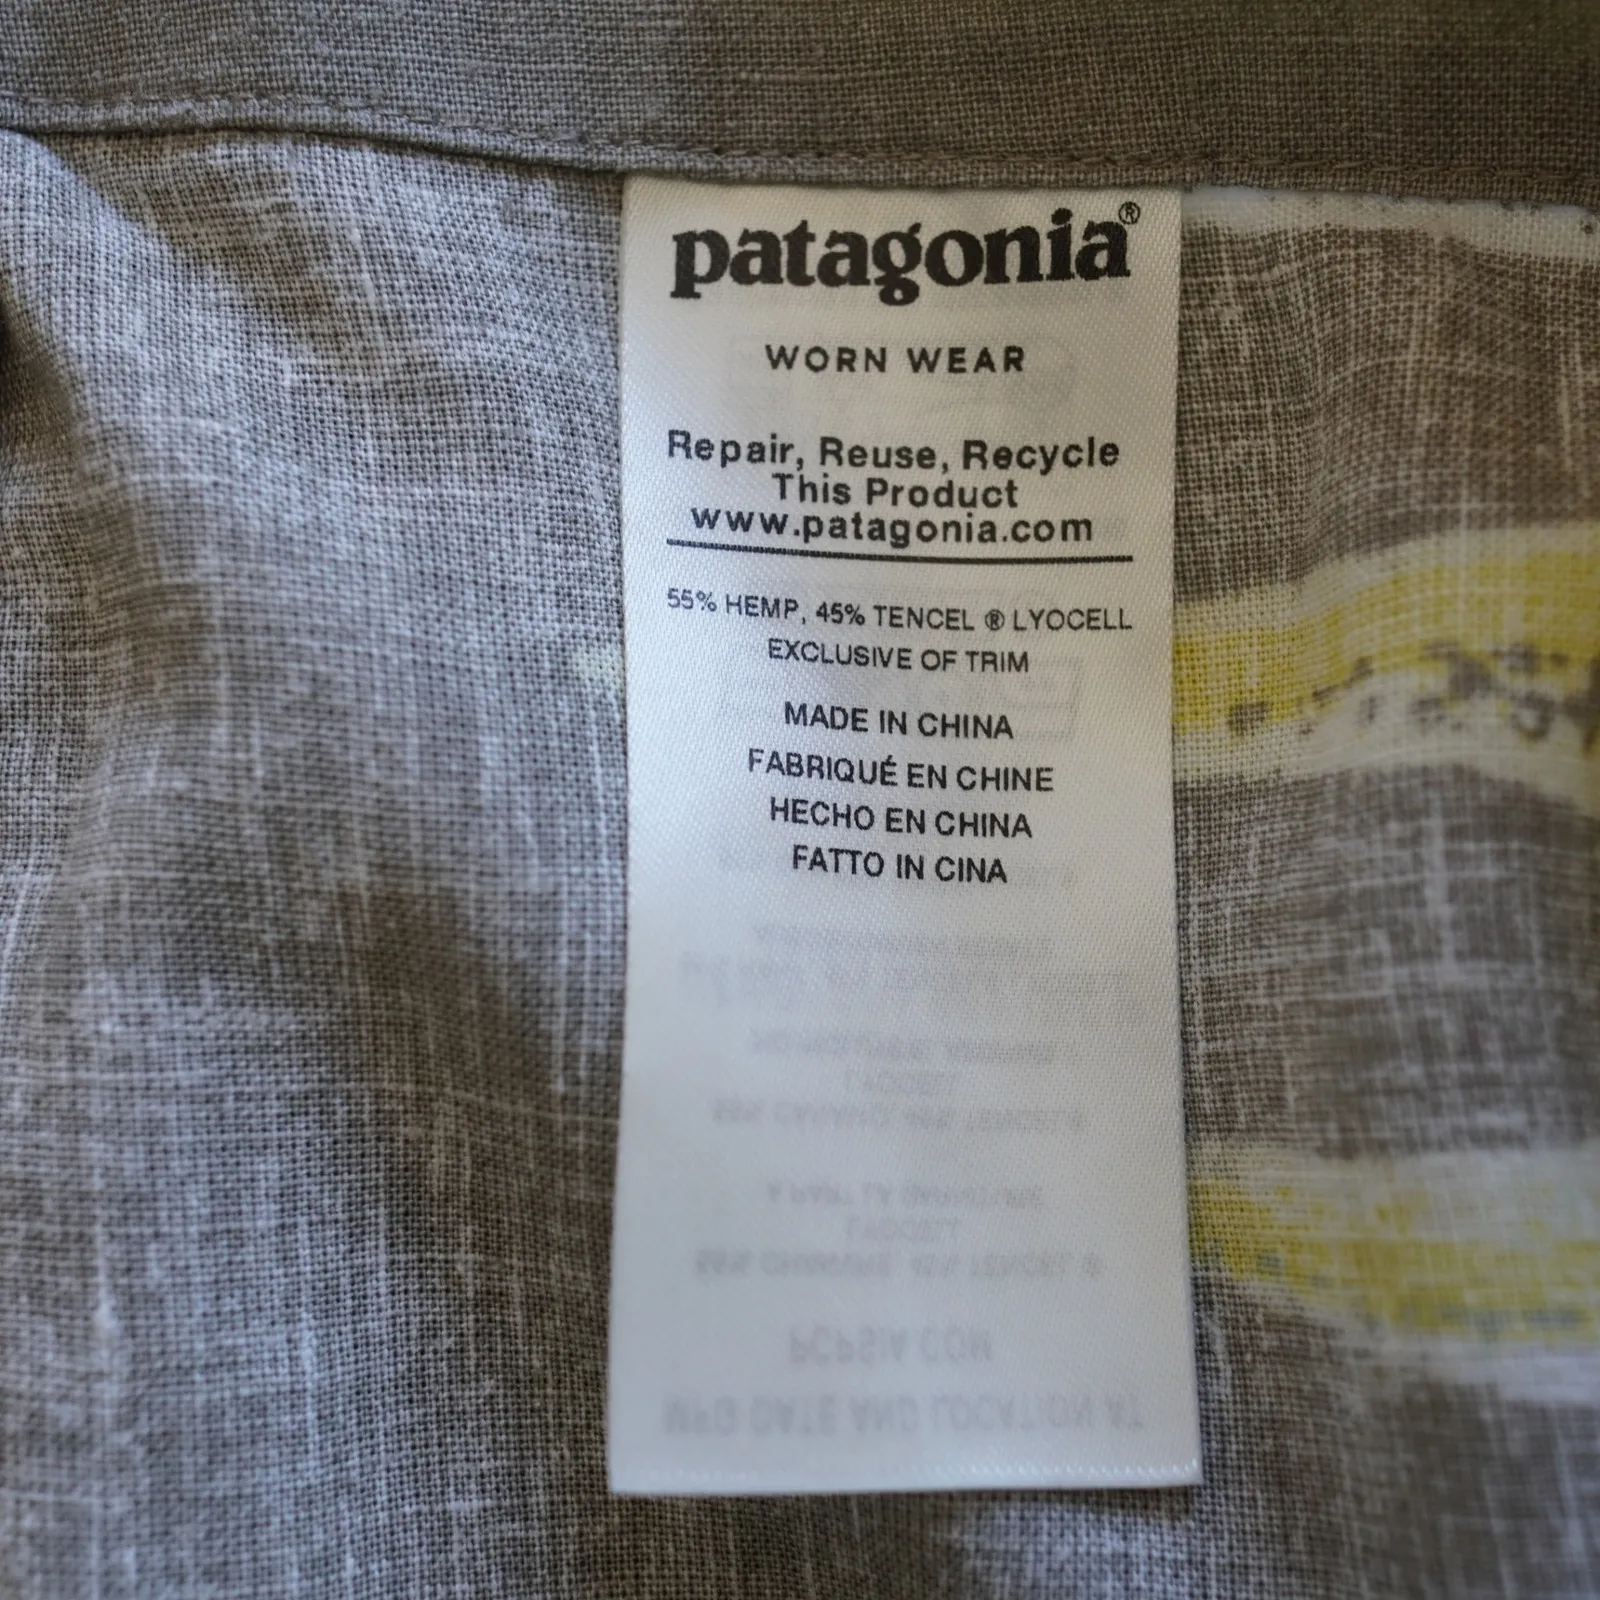 patagonia®
WORN WEAR
Repair, Reuse, Recycle
This Product
www.patagonia.com
55% HEMP, 45% TENCEL ® LYOCELL
EXCLUSIVE OF TRIM
MADE IN CHINA
FABRIQUÉ EN CHINE
HECHO EN CHINA
FATTO IN CINA